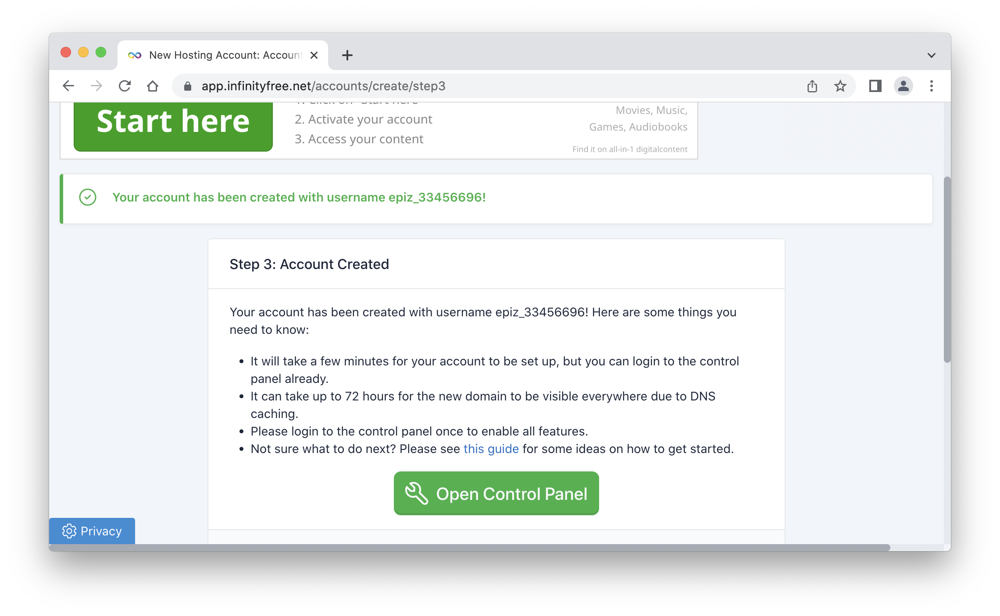 New Hosting Account: Account
app.infinityfree.net/accounts/create/step3
Start here
1. Click on "Start here"
2. Activate your account
3. Access your content
Movies, Music,
Games, Audiobooks
Find it on all-in-1 digitalcontent
Your account has been created with username epiz_33456696!
Step 3: Account Created
Your account has been created with username epiz_33456696! Here are some things you
need to know:
• It will take a few minutes for your account to be set up, but you can login to the control
panel already.
• It can take up to 72 hours for the new domain to be visible everywhere due to DNS
caching.
• Please login to the control panel once to enable all features.
• Not sure what to do next? Please see this guide for some ideas on how to get started.
Open Control Panel
Privacy